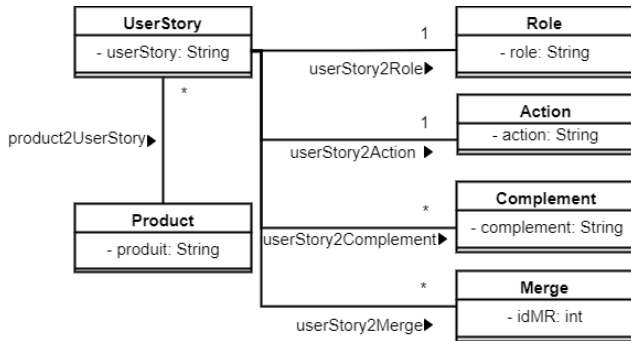 UserStory
- userStory: String
Role
- role: String
1
userStory2Role▶
Action
- action: String
1
userStory2Action ▶
*
product2UserStory▶
Complement
- complement: String
*
userStory2Complement▶
Product
- produit: String
Merge
- idMR: int
*
userStory2Merge▶